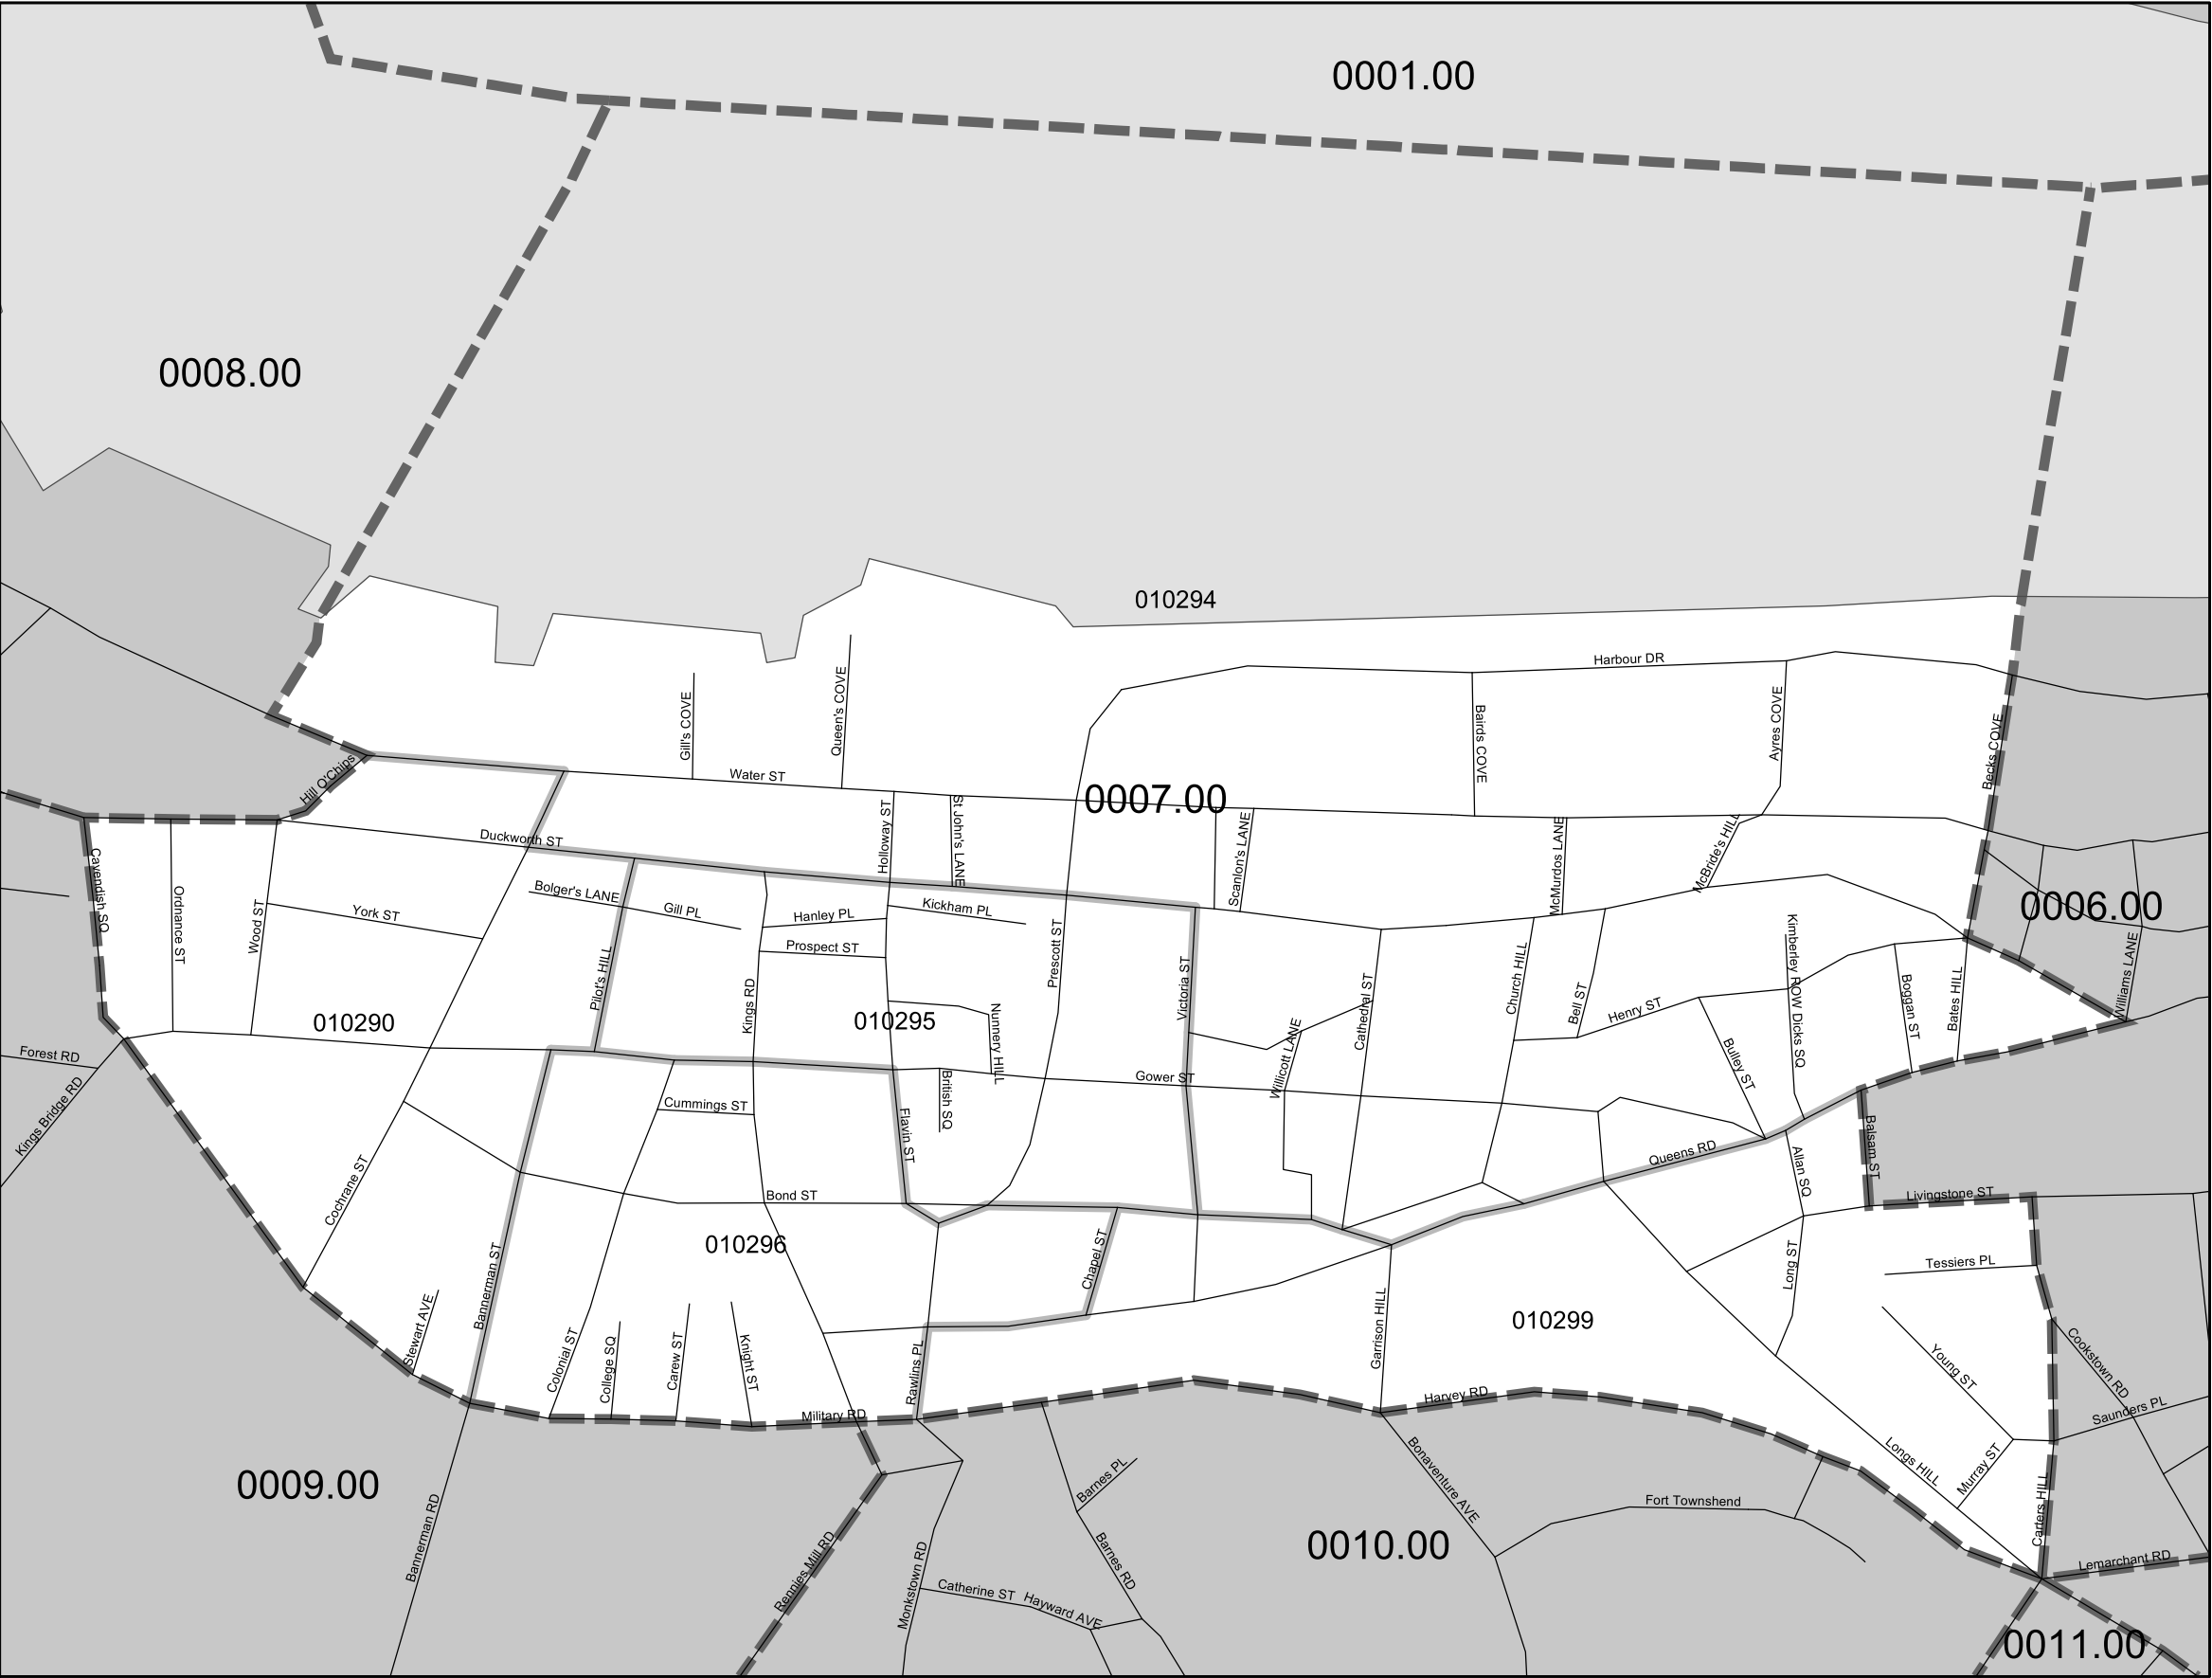 0001.00
0008.00
010294
Harbour DR
Gill's COVE
Queen's COVE
Bairds COVE
Ayres COVE
Becks COVE
Hill O'Chips
Water ST
0007.00
Duckworth ST
Holloway ST
St John's LANE
Scanlon's LANE
McMurdos LANE
McBride's HILL
0006.00
Cavendish SQ
Ordnance ST
Wood ST
York ST
Bolger's LANE
Gill PL
Hanley PL
Kickham PL
Prospect ST
Prescott ST
Pilot's HILL
Kings RD
Victoria ST
Cathedral ST
Church HILL
Bell ST
Henry ST
Kimberley ROW
Dicks SQ
Boggan ST
Bates HILL
Williams LANE
010290
010295
Nunnery HILL
Willicott LANE
Bulley ST
Forest RD
Kings Bridge RD
Gower ST
British SQ
Cummings ST
Flavin ST
Queens RD
Allan SQ
Balsam ST
Livingstone ST
Cochrane ST
Bond ST
010296
Bannerman ST
Chapel ST
Long ST
Tessiers PL
Garrison HILL
010299
Stewart AVE
Colonial ST
College SQ
Carew ST
Knight ST
Rawlins PL
Military RD
Harvey RD
Young ST
Cookstown RD
Saunders PL
Longs HILL
Murray ST
Carters HILL
0009.00
Bannerman RD
Rennies Mill RD
Monkstown RD
Barnes PL
Barnes RD
Catherine ST
Hayward AVE
Bonaventure AVE
Fort Townshend
0010.00
Lemarchant RD
0011.00